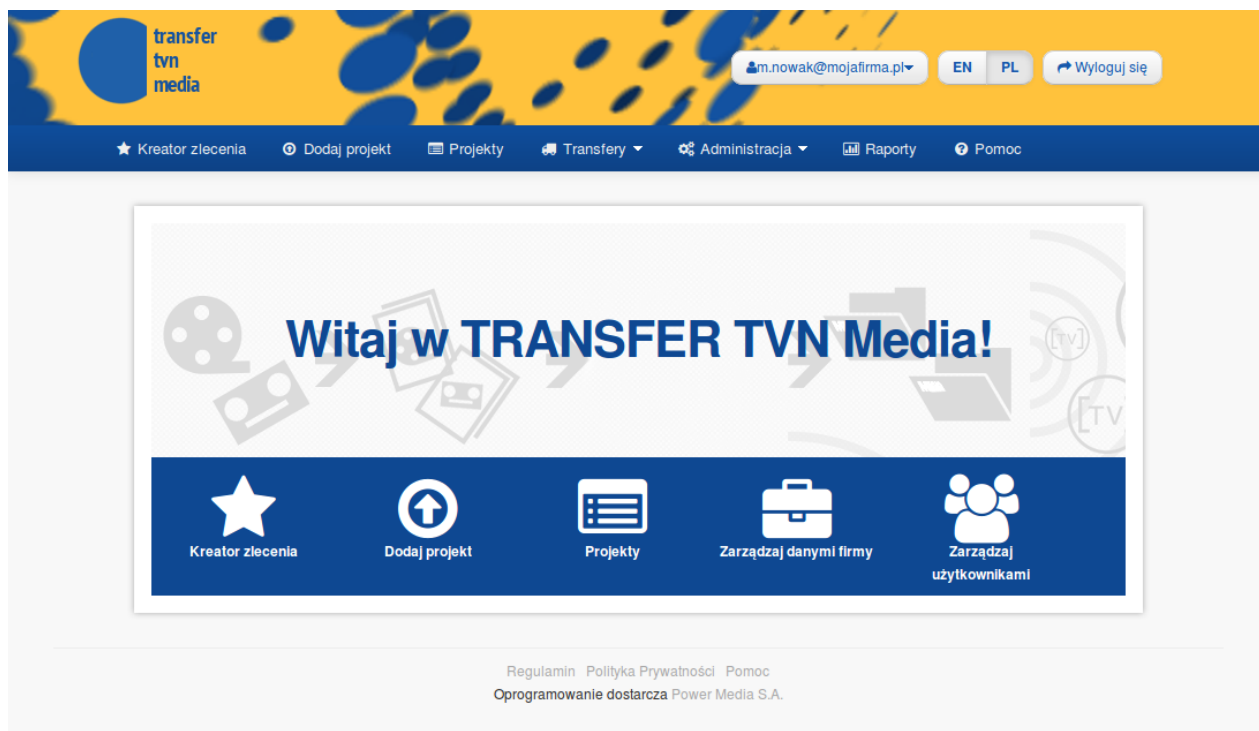 transfer
tvn
media
m.nowak@mojafirma.pl
EN PL
Wyloguj się
Kreator zlecenia Dodaj projekt Projekty Transfery Administracja Raporty Pomoc
Witaj w TRANSFER TVN Media!
[TV]
[TV
Kreator zlecenia Dodaj projekt Projekty Zarządzaj danymi firmy Zarządzaj
użytkownikami
Regulamin Polityka Prywatności Pomoc
Oprogramowanie dostarcza Power Media S.A.